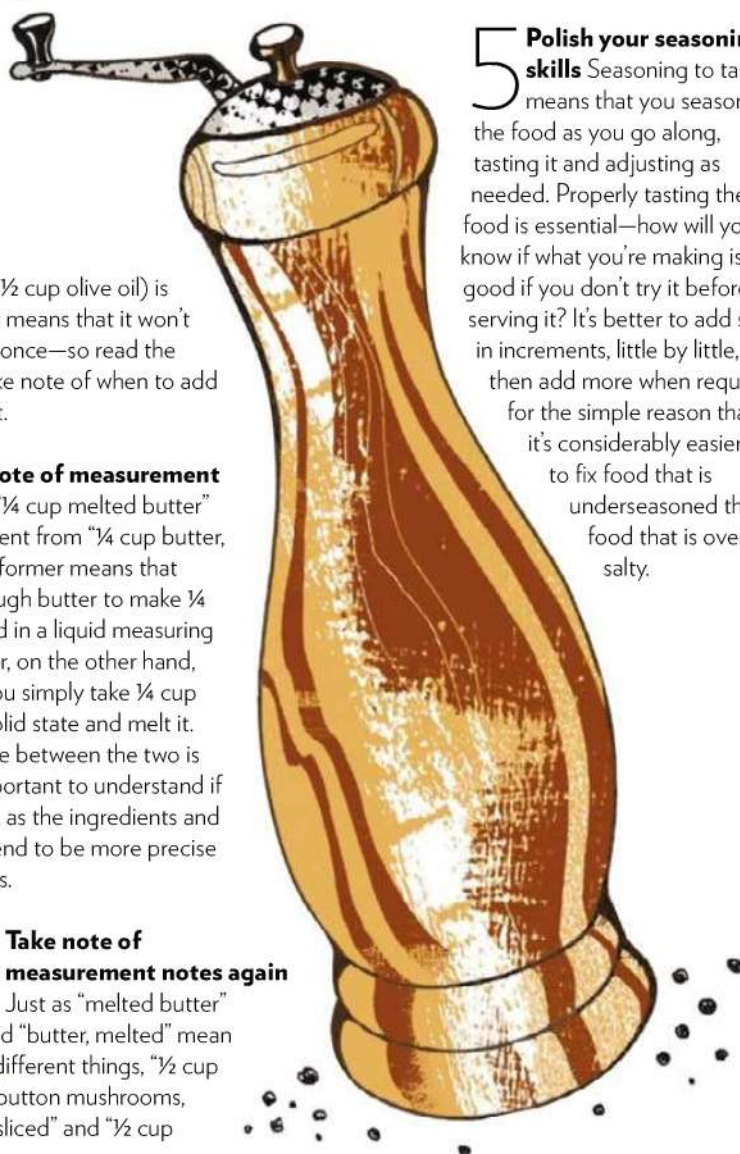 ½ cup olive oil) is
means that it won't
once—so read the
note of when to add
ote of measurement
“¼ cup melted butter”
ent from “¼ cup butter,
former means that
ugh butter to make ¼
d in a liquid measuring
r, on the other hand,
ou simply take ¼ cup
olid state and melt it.
e between the two is
portant to understand if
as the ingredients and
end to be more precise
s.
Take note of
measurement notes again
Just as “melted butter”
d “butter, melted” mean
different things, “½ cup
button mushrooms,
sliced” and “½ cup
5 Polish your seasonin
skills Seasoning to ta
means that you season
the food as you go along,
tasting it and adjusting as
needed. Properly tasting the
food is essential—how will yo
know if what you're making is
good if you don't try it before
serving it? It's better to add s
in increments, little by little,
then add more when requ
for the simple reason tha
it's considerably easier
to fix food that is
underseasoned th
food that is over
salty.